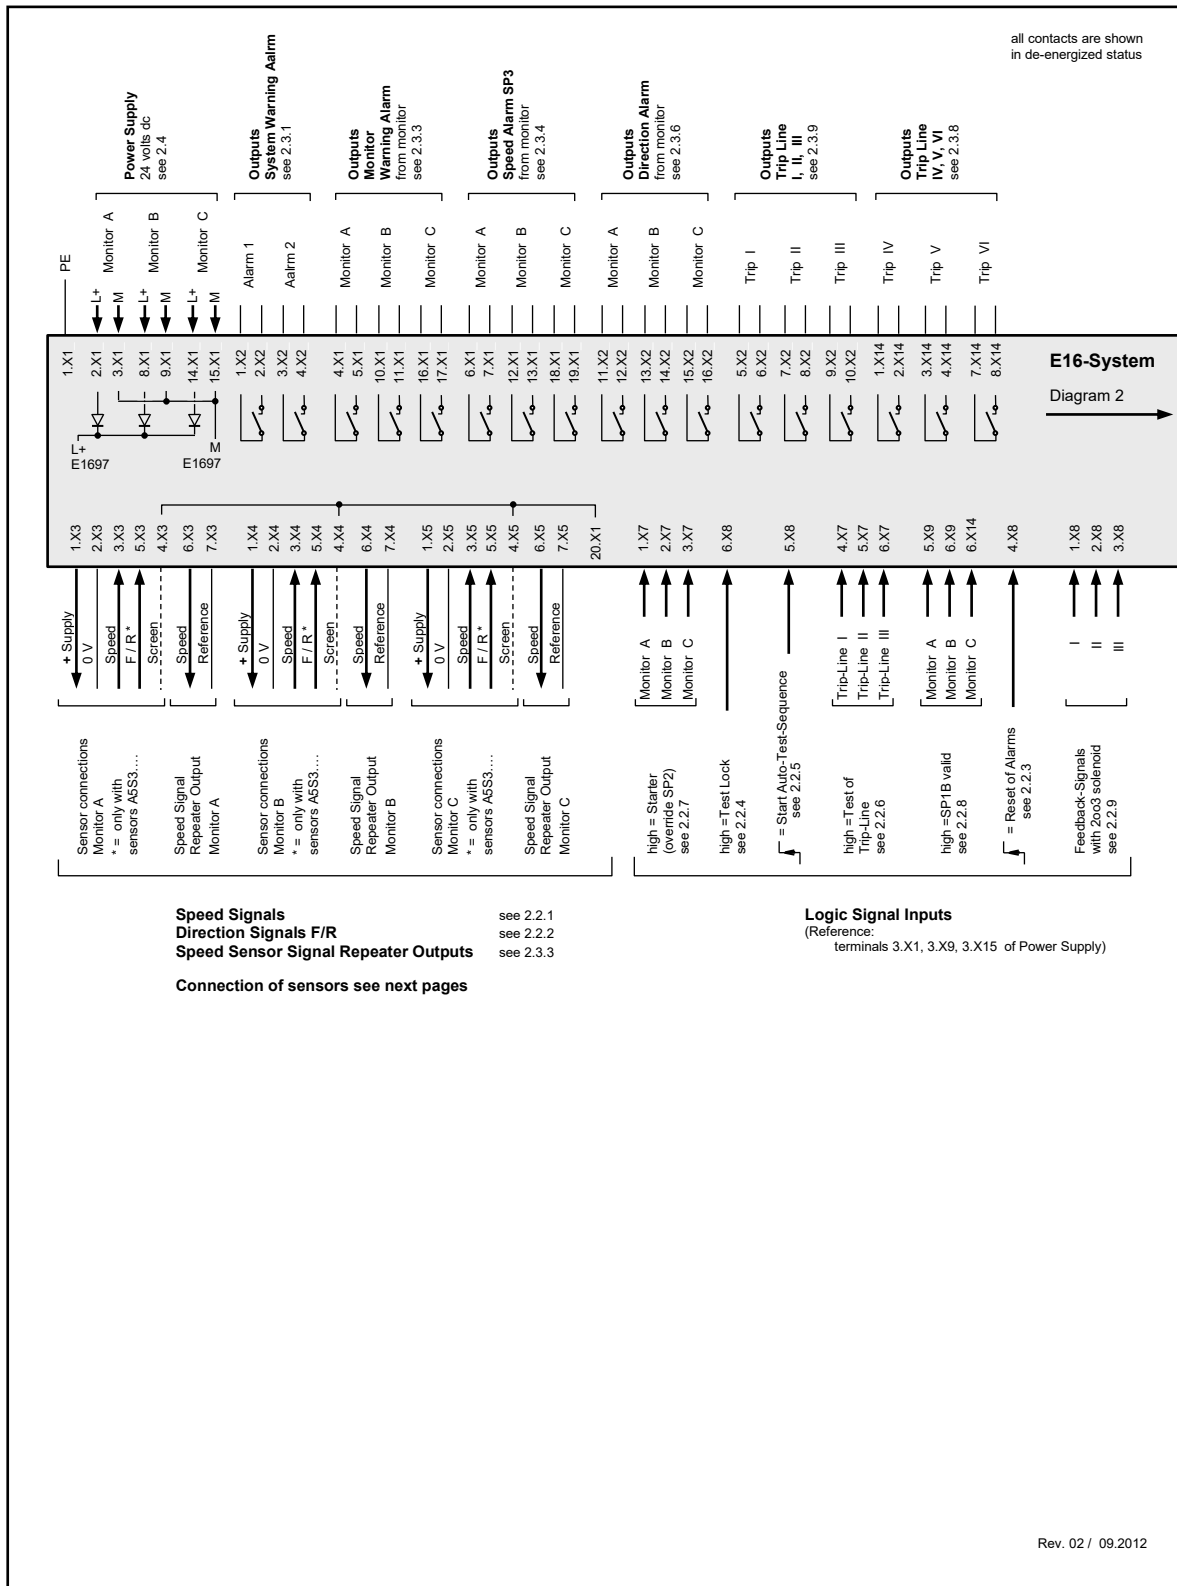 all contacts are shown
in de-energized status
Power Supply
24 volts dc
see 2.4
Outputs
System Warning Aalrm
see 2.3.1
Outputs
Monitor
Warning Alarm
from monitor
see 2.3.3
Outputs
Speed Alarm SP3
from monitor
see 2.3.4
Outputs
Direction Alarm
from monitor
see 2.3.6
Outputs
Trip Line
I, II, III
see 2.3.9
Outputs
Trip Line
IV, V, VI
see 2.3.8
PE
Monitor A
Monitor B
Monitor C
L+
M
L+
M
L+
M
Alarm 1
Aalrm 2
Monitor A
Monitor B
Monitor C
Monitor A
Monitor B
Monitor C
Monitor A
Monitor B
Monitor C
Trip I
Trip II
Trip III
Trip IV
Trip V
Trip VI
1.X1
2.X1
3.X1
8.X1
9.X1
14.X1
15.X1
1.X2
2.X2
3.X2
4.X2
4.X1
5.X1
10.X1
11.X1
16.X1
17.X1
6.X1
7.X1
12.X1
13.X1
18.X1
19.X1
11.X2
12.X2
13.X2
14.X2
15.X2
16.X2
5.X2
6.X2
7.X2
8.X2
9.X2
10.X2
1.X14
2.X14
3.X14
4.X14
7.X14
8.X14
E16-System
Diagram 2
L+
E1697
M
E1697
1.X3
2.X3
3.X3
5.X3
4.X3
6.X3
7.X3
1.X4
2.X4
3.X4
5.X4
4.X4
6.X4
7.X4
1.X5
2.X5
3.X5
5.X5
4.X5
6.X5
7.X5
20.X1
1.X7
2.X7
3.X7
6.X8
5.X8
4.X7
5.X7
6.X7
5.X9
6.X9
6.X14
4.X8
1.X8
2.X8
3.X8
+ Supply
0 V
Speed
F / R *
Screen
Speed
Reference
+ Supply
0 V
Speed
F / R *
Screen
Speed
Reference
+ Supply
0 V
Speed
F / R *
Screen
Speed
Reference
Monitor A
Monitor B
Monitor C
Trip-Line I
Trip-Line II
Trip-Line III
Monitor A
Monitor B
Monitor C
I
II
III
Sensor connections
Monitor A
* = only with
sensors A5S3....
Speed Signal
Repeater Output
Monitor A
Sensor connections
Monitor B
* = only with
sensors A5S3....
Speed Signal
Repeater Output
Monitor B
Sensor connections
Monitor C
* = only with
sensors A5S3....
Speed Signal
Repeater Output
Monitor C
high = Starter
(override SP2)
see 2.2.7
high =Test Lock
see 2.2.4
= Start Auto-Test-Sequence
see 2.2.5
high =Test of
Trip-Line
see 2.2.6
high =SP1B valid
see 2.2.8
= Reset of Alarms
see 2.2.3
Feedback-Signals
with 2oo3 solenoid
see 2.2.9
Speed Signals see 2.2.1
Direction Signals F/R see 2.2.2
Speed Sensor Signal Repeater Outputs see 2.3.3
Connection of sensors see next pages
Logic Signal Inputs
(Reference:
terminals 3.X1, 3.X9, 3.X15 of Power Supply)
Rev. 02 / 09.2012